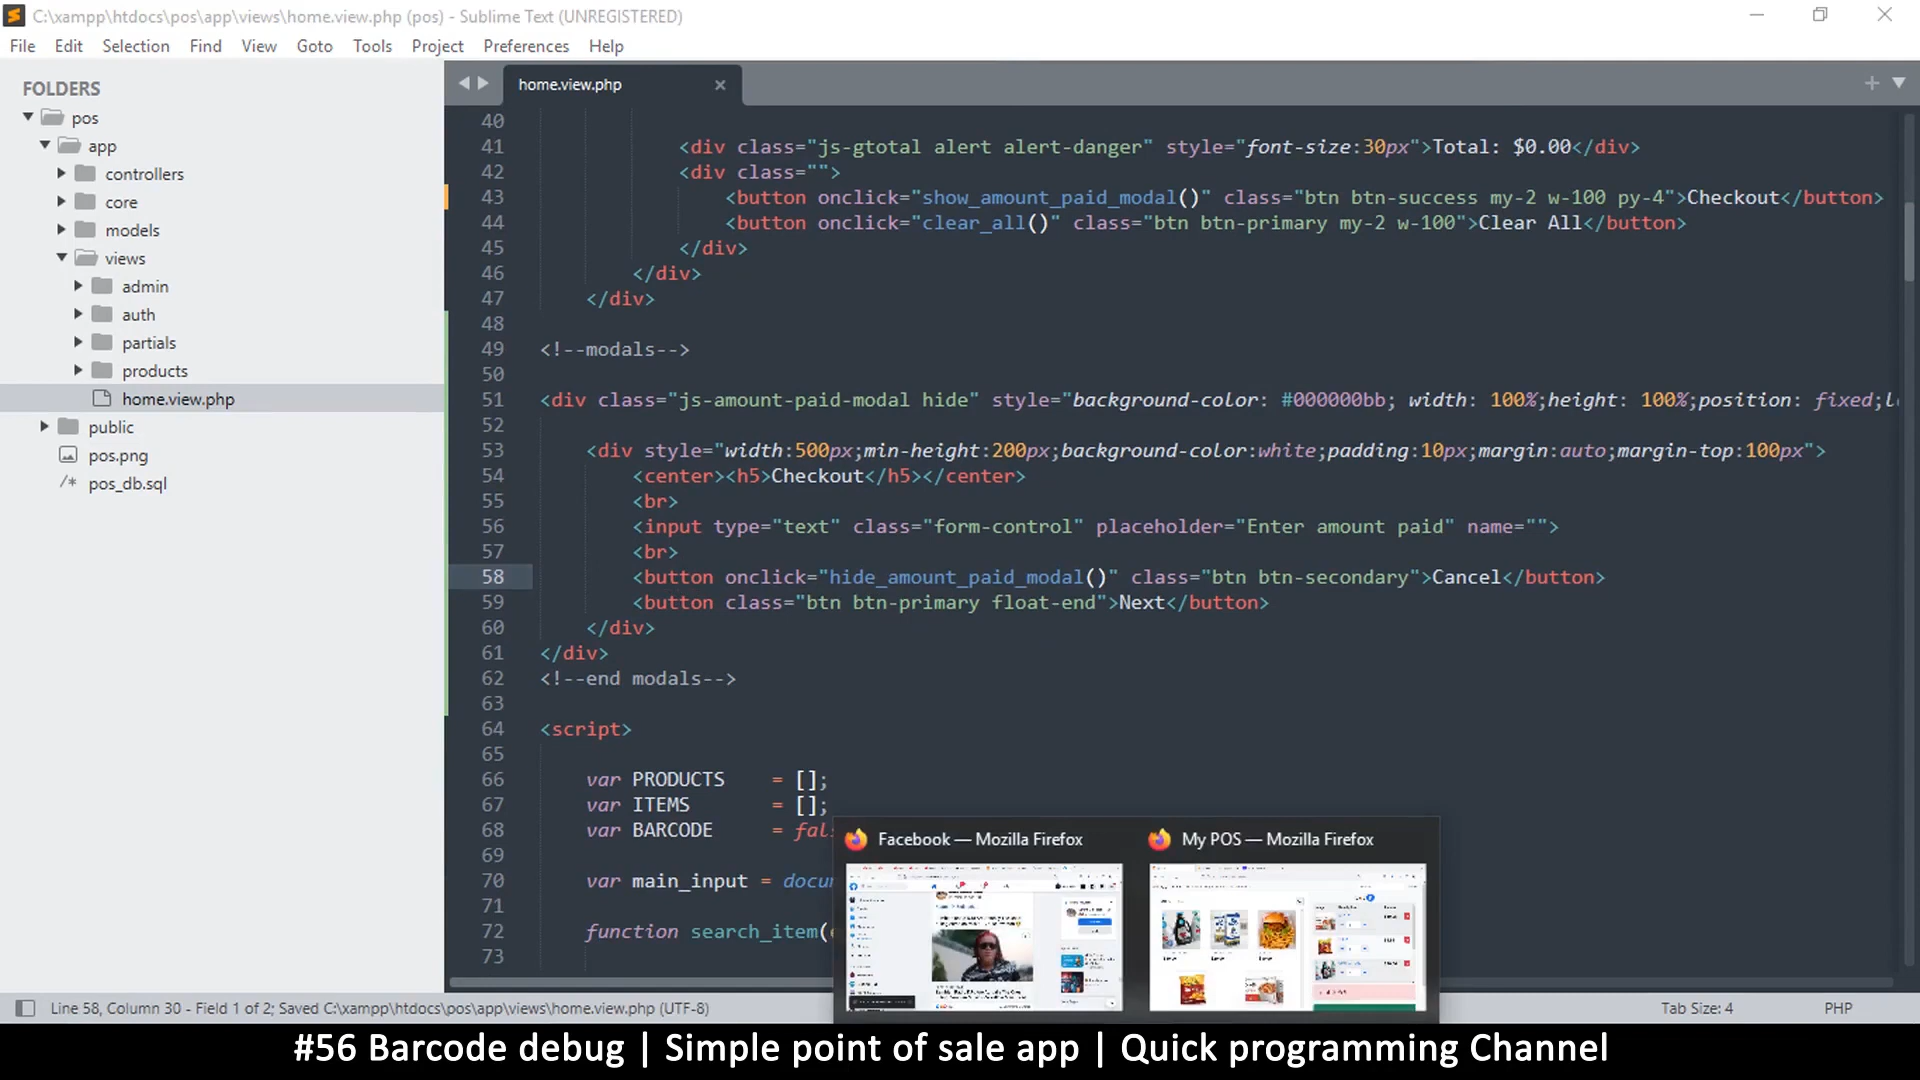 C:\xampp\htdocs\pos\app\views\home.view.php (pos) - Sublime Text (UNREGISTERED)
File Edit Selection Find View Goto Tools Project Preferences Help
FOLDERS
pos
app
controllers
core
models
views
admin
auth
partials
products
home.view.php
public
pos.png
/* pos_db.sql
home.view.php
40
41 <div class="js-gtotal alert alert-danger" style="font-size:30px">Total: $0.00</div>
42 <div class="">
43 <button onclick="show_amount_paid_modal()" class="btn btn-success my-2 w-100 py-4">Checkout</button>
44 <button onclick="clear_all()" class="btn btn-primary my-2 w-100">Clear All</button>
45 </div>
46 </div>
47 </div>
48
49 <!--modals-->
50
51 <div class="js-amount-paid-modal hide" style="background-color: #000000bb; width: 100%;height: 100%;position: fixed;l
52
53 <div style="width:500px;min-height:200px;background-color:white;padding:10px;margin:auto;margin-top:100px">
54 <center><h5>Checkout</h5></center>
55 <br>
56 <input type="text" class="form-control" placeholder="Enter amount paid" name="">
57 <br>
58 <button onclick="hide_amount_paid_modal()" class="btn btn-secondary">Cancel</button>
59 <button class="btn btn-primary float-end">Next</button>
60 </div>
61 </div>
62 <!--end modals-->
63
64 <script>
65
66 var PRODUCTS = [];
67 var ITEMS = [];
68 var BARCODE = fal
69
70 var main_input = docu
71
72 function search_item(
73
Facebook — Mozilla Firefox
My POS — Mozilla Firefox
Line 58, Column 30 - Field 1 of 2; Saved C:\xampp\htdocs\pos\app\views\home.view.php (UTF-8)
Tab Size: 4
PHP
#56 Barcode debug | Simple point of sale app | Quick programming Channel